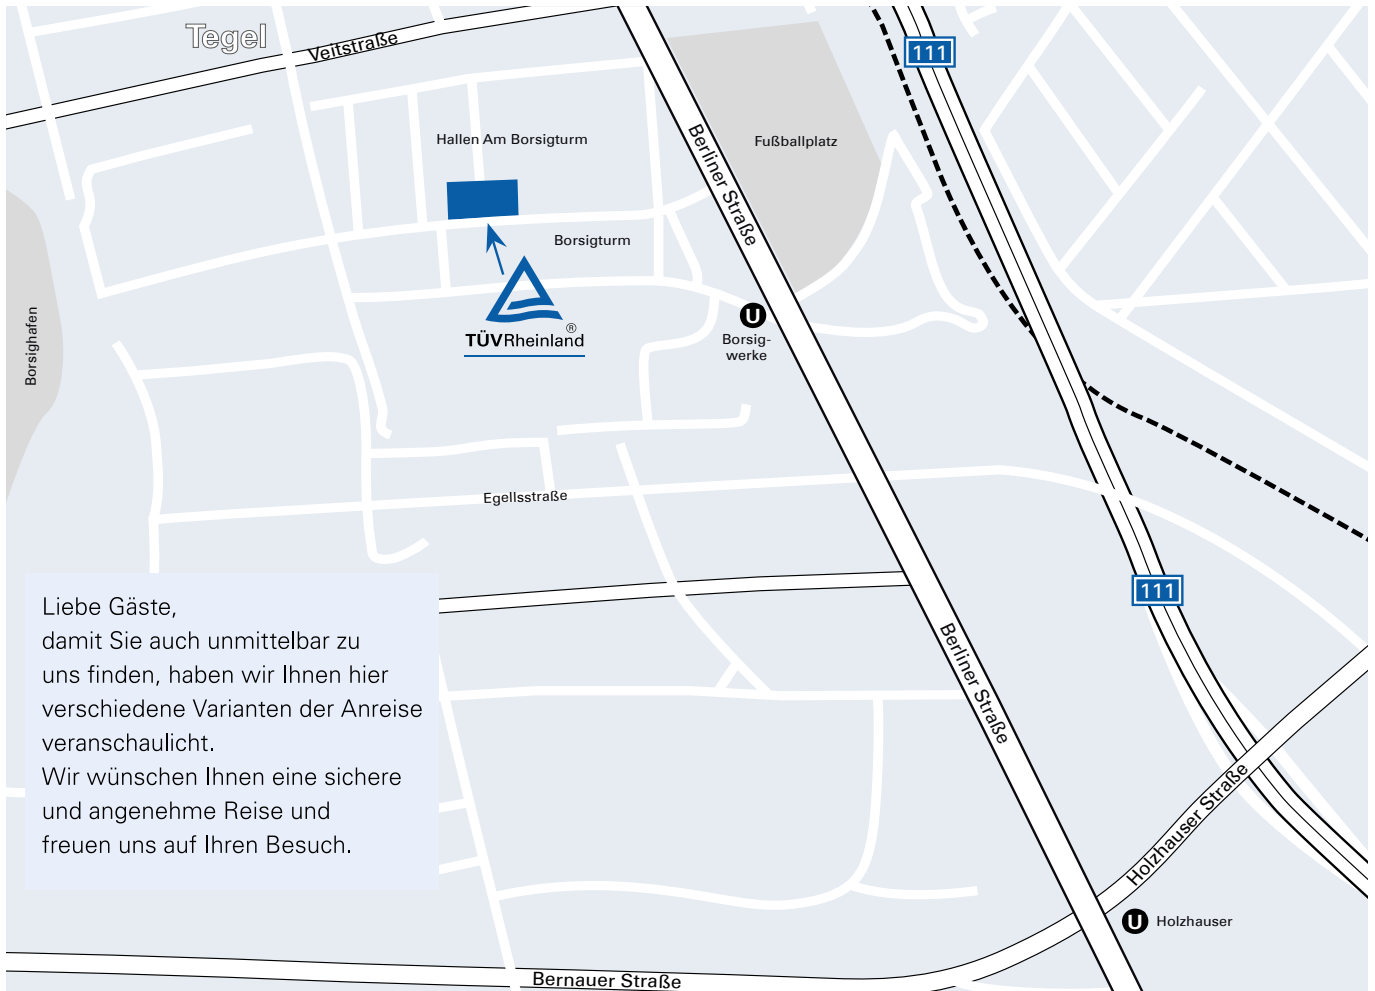 Tegel
Veitstraße
111
Hallen Am Borsigturm
Berliner Straße
Fußballplatz
Borsigturm
Borsighafen
TÜVRheinland
®
U
Borsig-
werke
Egellsstraße
111
Liebe Gäste,
damit Sie auch unmittelbar zu
uns finden, haben wir Ihnen hier
verschiedene Varianten der Anreise
veranschaulicht.
Wir wünschen Ihnen eine sichere
und angenehme Reise und
freuen uns auf Ihren Besuch.
Berliner Straße
Holzhauser Straße
U Holzhauser
Bernauer Straße